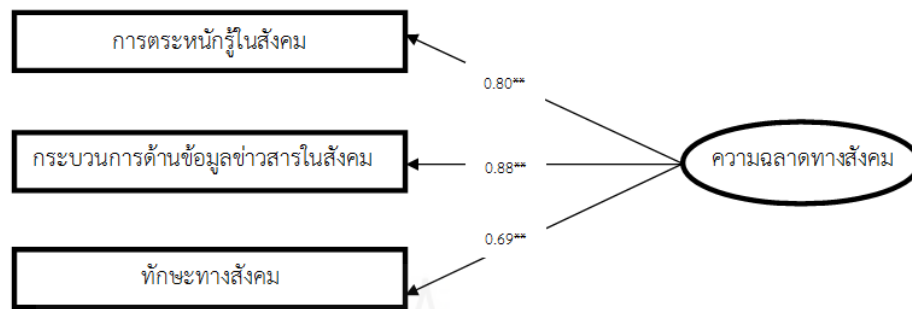 การตระหนักรู้ในสังคม
0.80**
กระบวนการด้านข้อมูลข่าวสารในสังคม
0.88**
ความฉลาดทางสังคม
0.69**
ทักษะทางสังคม